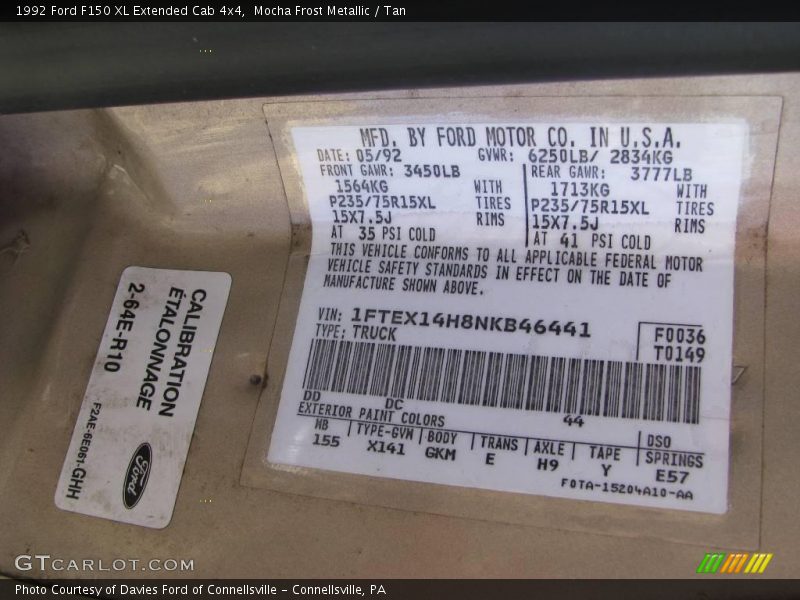 1992 Ford F150 XL Extended Cab 4x4,  Mocha Frost Metallic / Tan
MFD. BY FORD MOTOR CO. IN U.S.A.
DATE: 05/92 GVWR: 6250LB/ 2834KG
FRONT GAWR: 3450LB REAR GAWR: 3777LB
1564KG WITH 1713KG WITH
P235/75R15XL TIRES P235/75R15XL TIRES
15X7.5J RIMS 15X7.5J RIMS
AT 35 PSI COLD AT 41 PSI COLD
THIS VEHICLE CONFORMS TO ALL APPLICABLE FEDERAL MOTOR
VEHICLE SAFETY STANDARDS IN EFFECT ON THE DATE OF
MANUFACTURE SHOWN ABOVE.
VIN: 1FTEX14H8NKB46441
TYPE: TRUCK
F0036
T0149
DD DC 44
EXTERIOR PAINT COLORS DSO
WB TYPE-GVW BODY TRANS AXLE TAPE SPRINGS
155 X141 GKM E H9 Y E57
F0TA-15204A10-AA
CALIBRATION
ÉTALONNAGE
2-64E-R10
F2AE-6E061-GHH
Ford
GTCARLOT.COM
Photo Courtesy of Davies Ford of Connellsville – Connellsville, PA